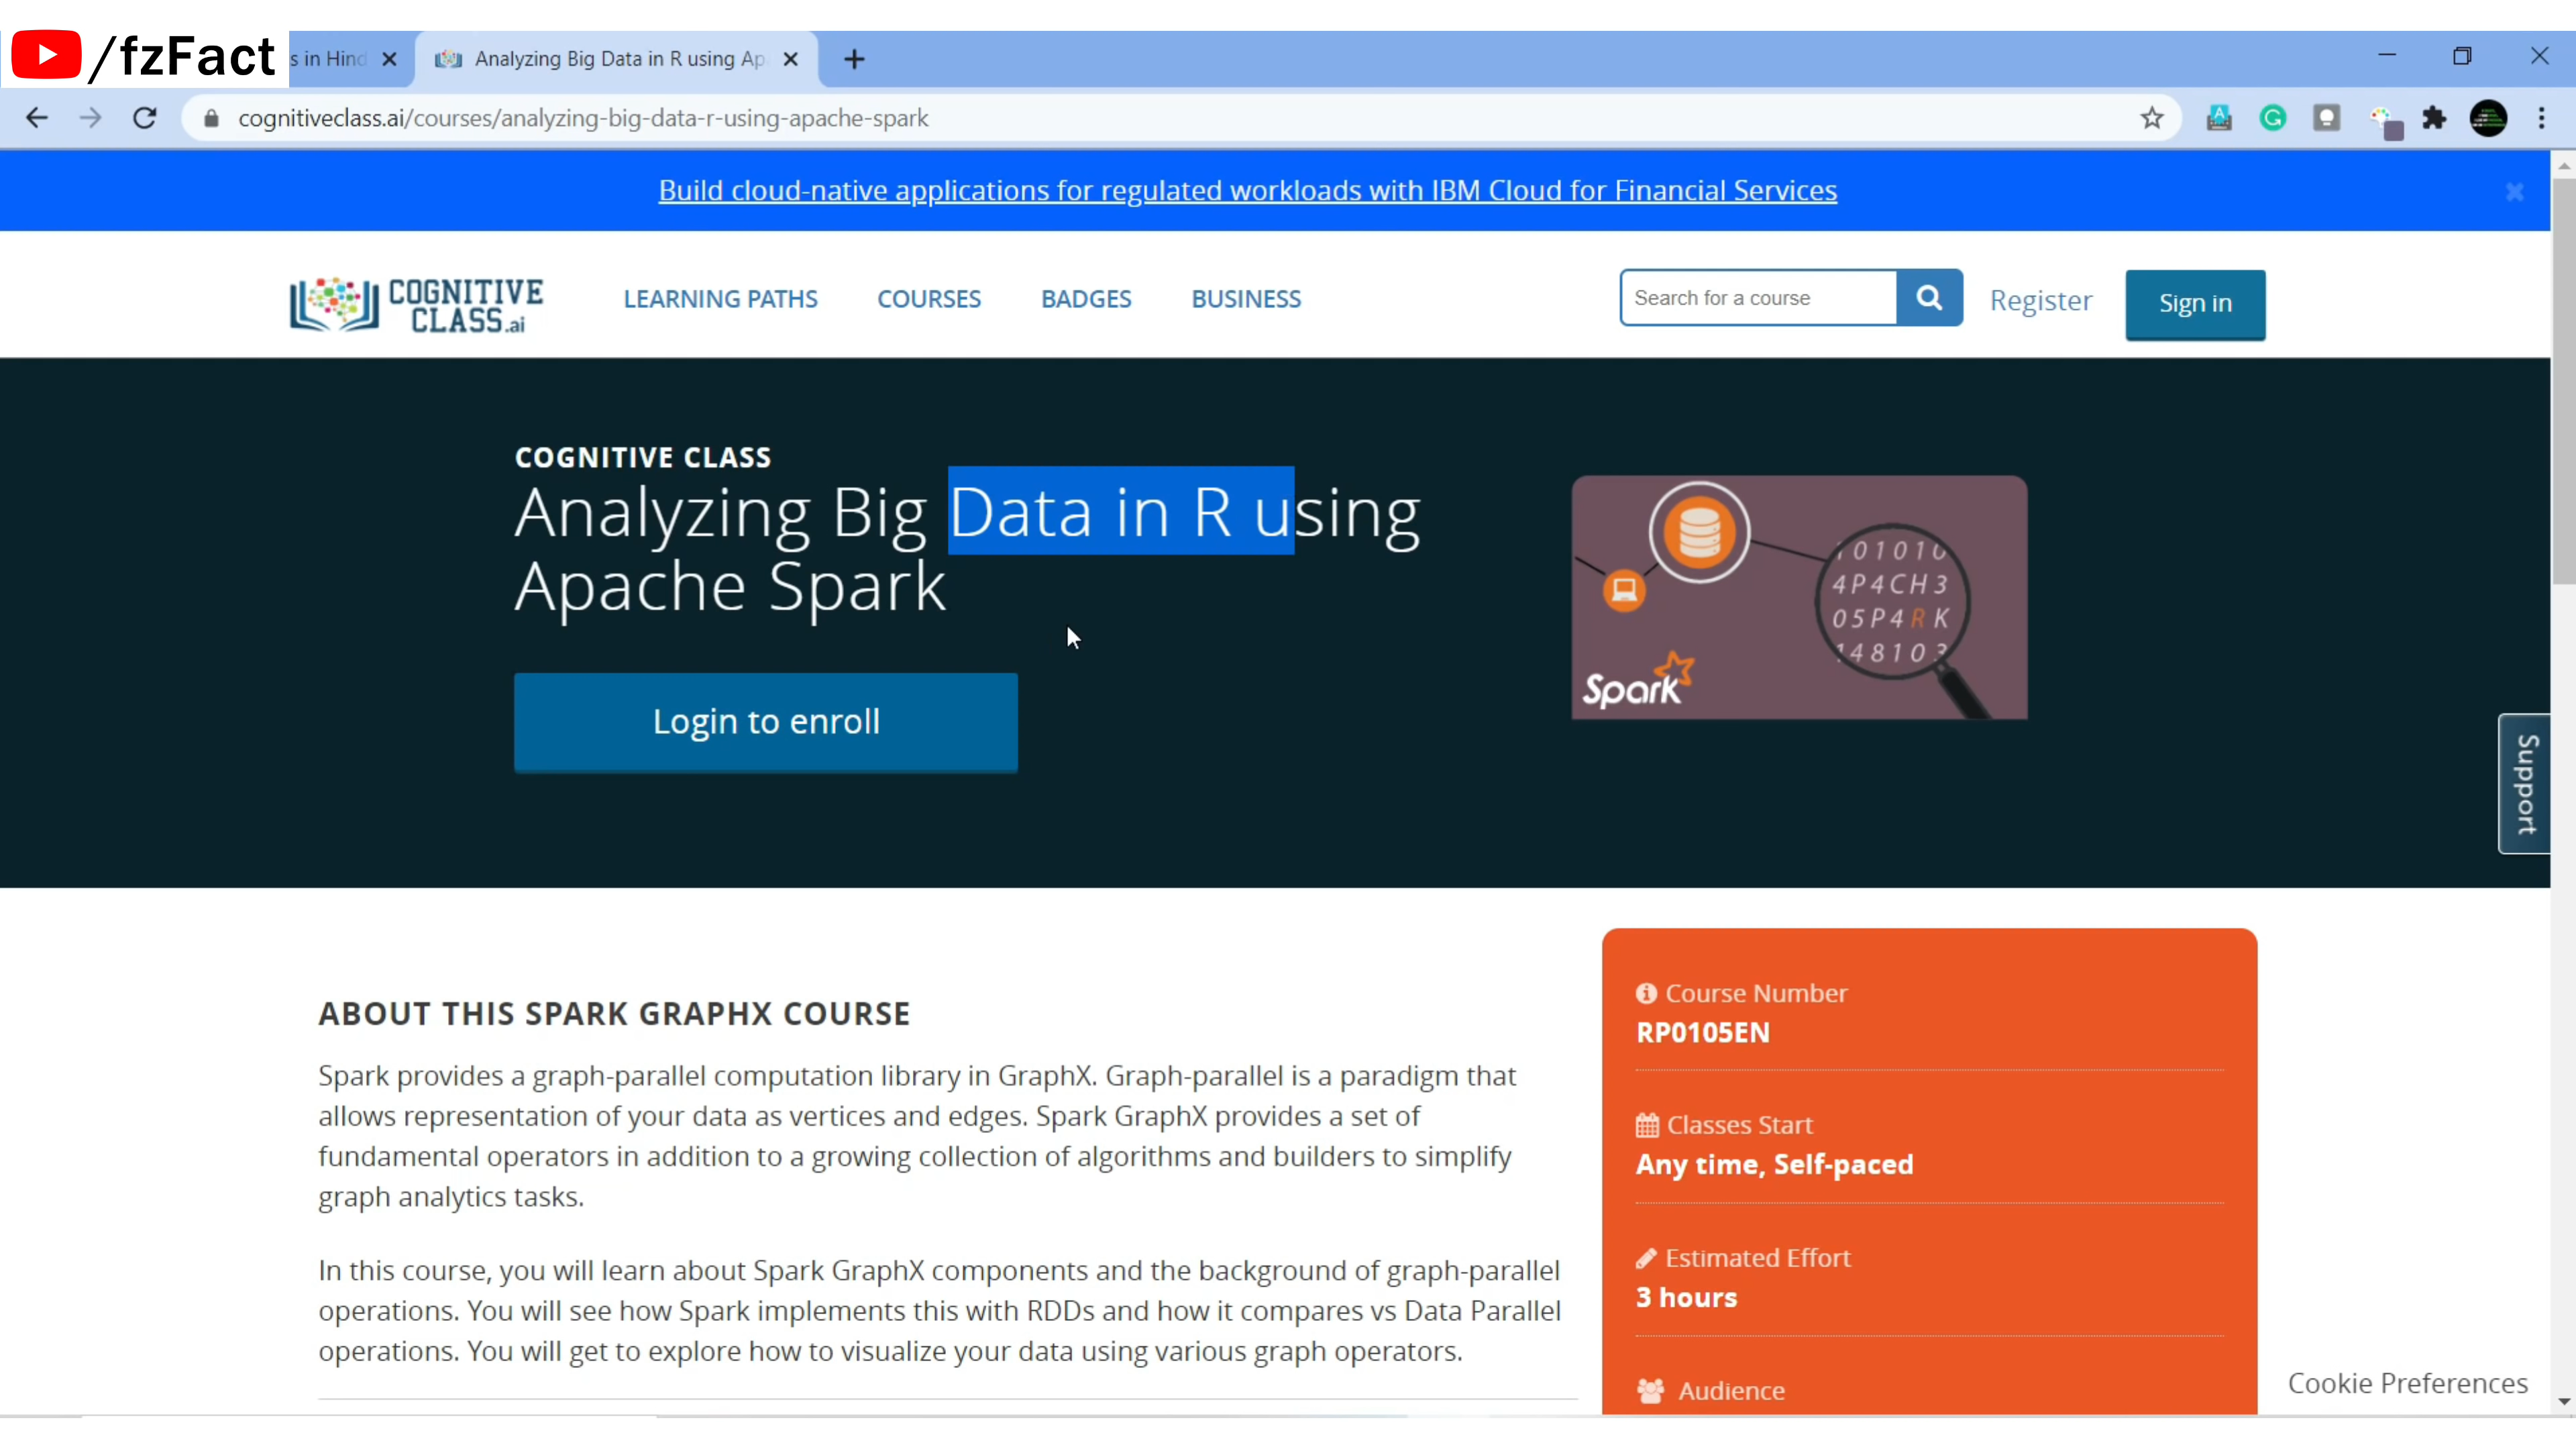 /fzFact
s in Hind
Analyzing Big Data in R using Ap
cognitiveclass.ai/courses/analyzing-big-data-r-using-apache-spark
Build cloud-native applications for regulated workloads with IBM Cloud for Financial Services
COGNITIVE
CLASS.ai
LEARNING PATHS COURSES BADGES BUSINESS
Search for a course
Register
Sign in
COGNITIVE CLASS
Analyzing Big Data in R using
Apache Spark
Login to enroll
101010
4P4CH3
05P4RK
148103
Spark
Support
ABOUT THIS SPARK GRAPHX COURSE
Spark provides a graph-parallel computation library in GraphX. Graph-parallel is a paradigm that
allows representation of your data as vertices and edges. Spark GraphX provides a set of
fundamental operators in addition to a growing collection of algorithms and builders to simplify
graph analytics tasks.
In this course, you will learn about Spark GraphX components and the background of graph-parallel
operations. You will see how Spark implements this with RDDs and how it compares vs Data Parallel
operations. You will get to explore how to visualize your data using various graph operators.
Course Number
RP0105EN
Classes Start
Any time, Self-paced
Estimated Effort
3 hours
Audience
Cookie Preferences